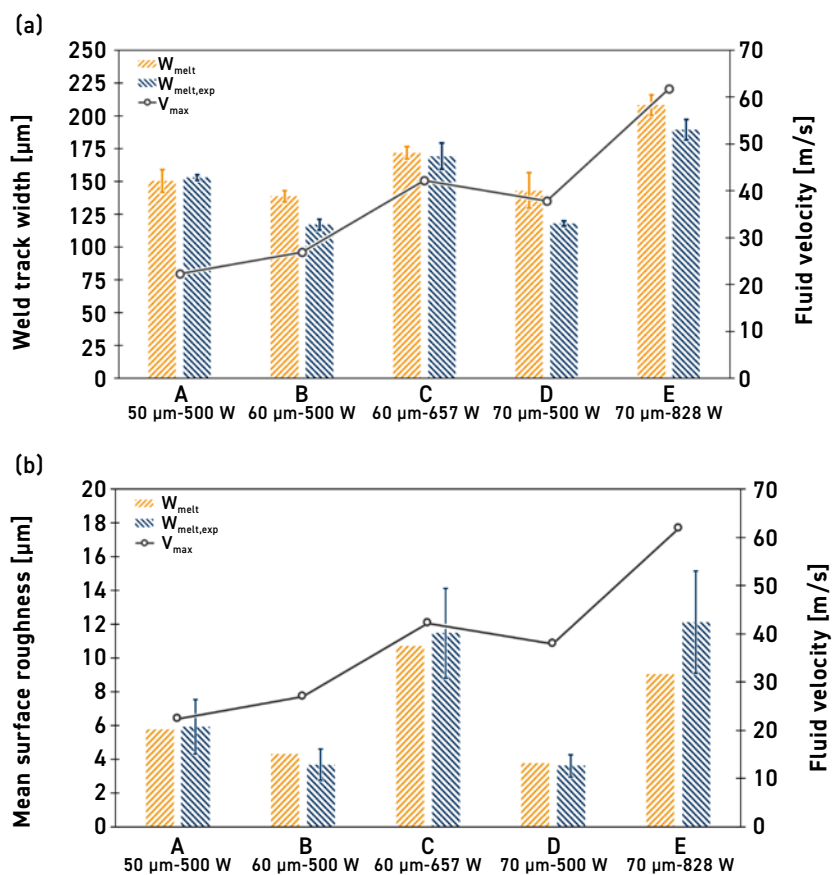 (a)
Weld track width [µm]
250
225
200
175
150
125
100
75
50
25
0
W_melt
W_melt,exp
V_max
70
60
50
40
30
20
10
0
Fluid velocity [m/s]
A B C D E
50 µm-500 W 60 µm-500 W 60 µm-657 W 70 µm-500 W 70 µm-828 W
(b)
Mean surface roughness [µm]
20
18
16
14
12
10
8
6
4
2
0
W_melt
W_melt,exp
V_max
70
60
50
40
30
20
10
0
Fluid velocity [m/s]
A B C D E
50 µm-500 W 60 µm-500 W 60 µm-657 W 70 µm-500 W 70 µm-828 W